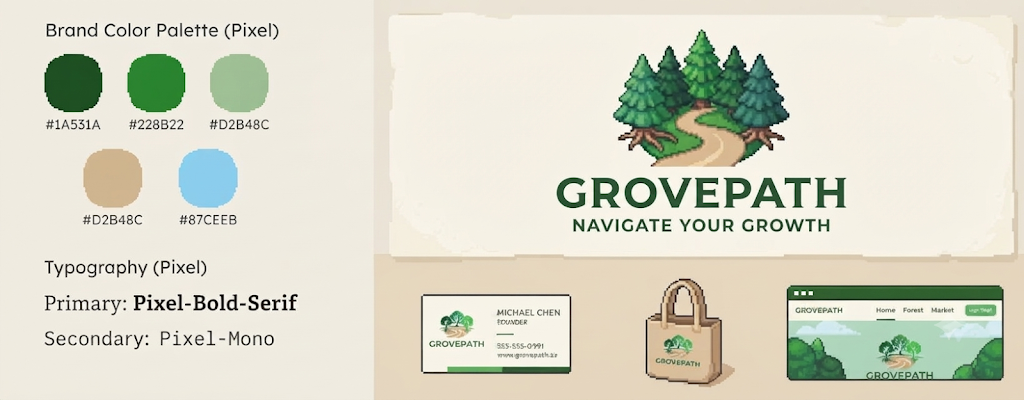 Brand Color Palette (Pixel)
#1A531A
#228B22
#D2B48C
#D2B48C
#87CEEB
Typography (Pixel)
Primary: Pixel-Bold-Serif
Secondary: Pixel-Mono
GROVEPATH
NAVIGATE YOUR GROWTH
GROVEPATH
MICHAEL CHEN
FOUNDER
GROVEPATH
GROVEPATH
Home Forest Market
GROVEPATH